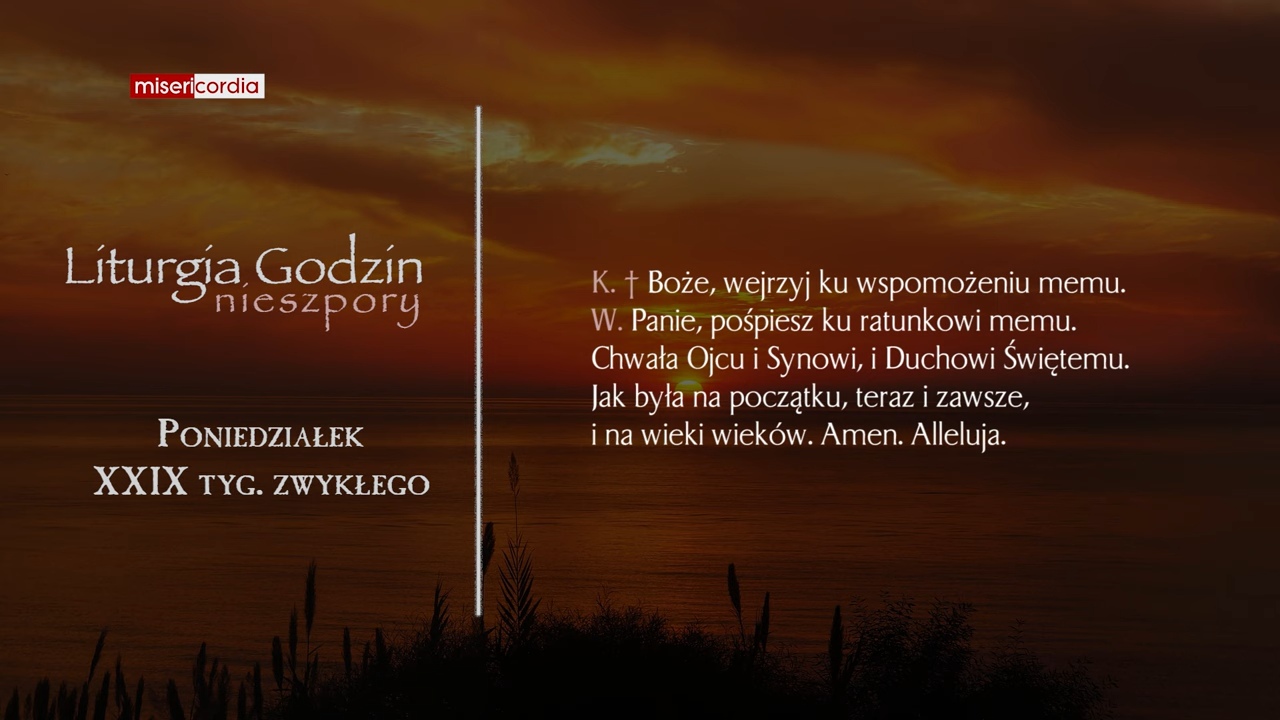 misericordia
Liturgia Godzin
nieszpory
Poniedziałek
XXIX tyg. zwykłego
K. † Boże, wejrzyj ku wspomożeniu memu.
W. Panie, pośpiesz ku ratunkowi memu.
Chwała Ojcu i Synowi, i Duchowi Świętemu.
Jak była na początku, teraz i zawsze,
i na wieki wieków. Amen. Alleluja.